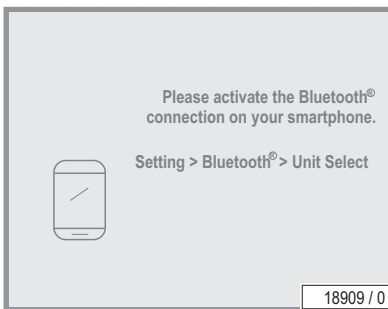 Please activate the Bluetooth®
connection on your smartphone.
Setting > Bluetooth® > Unit Select
18909 / 0